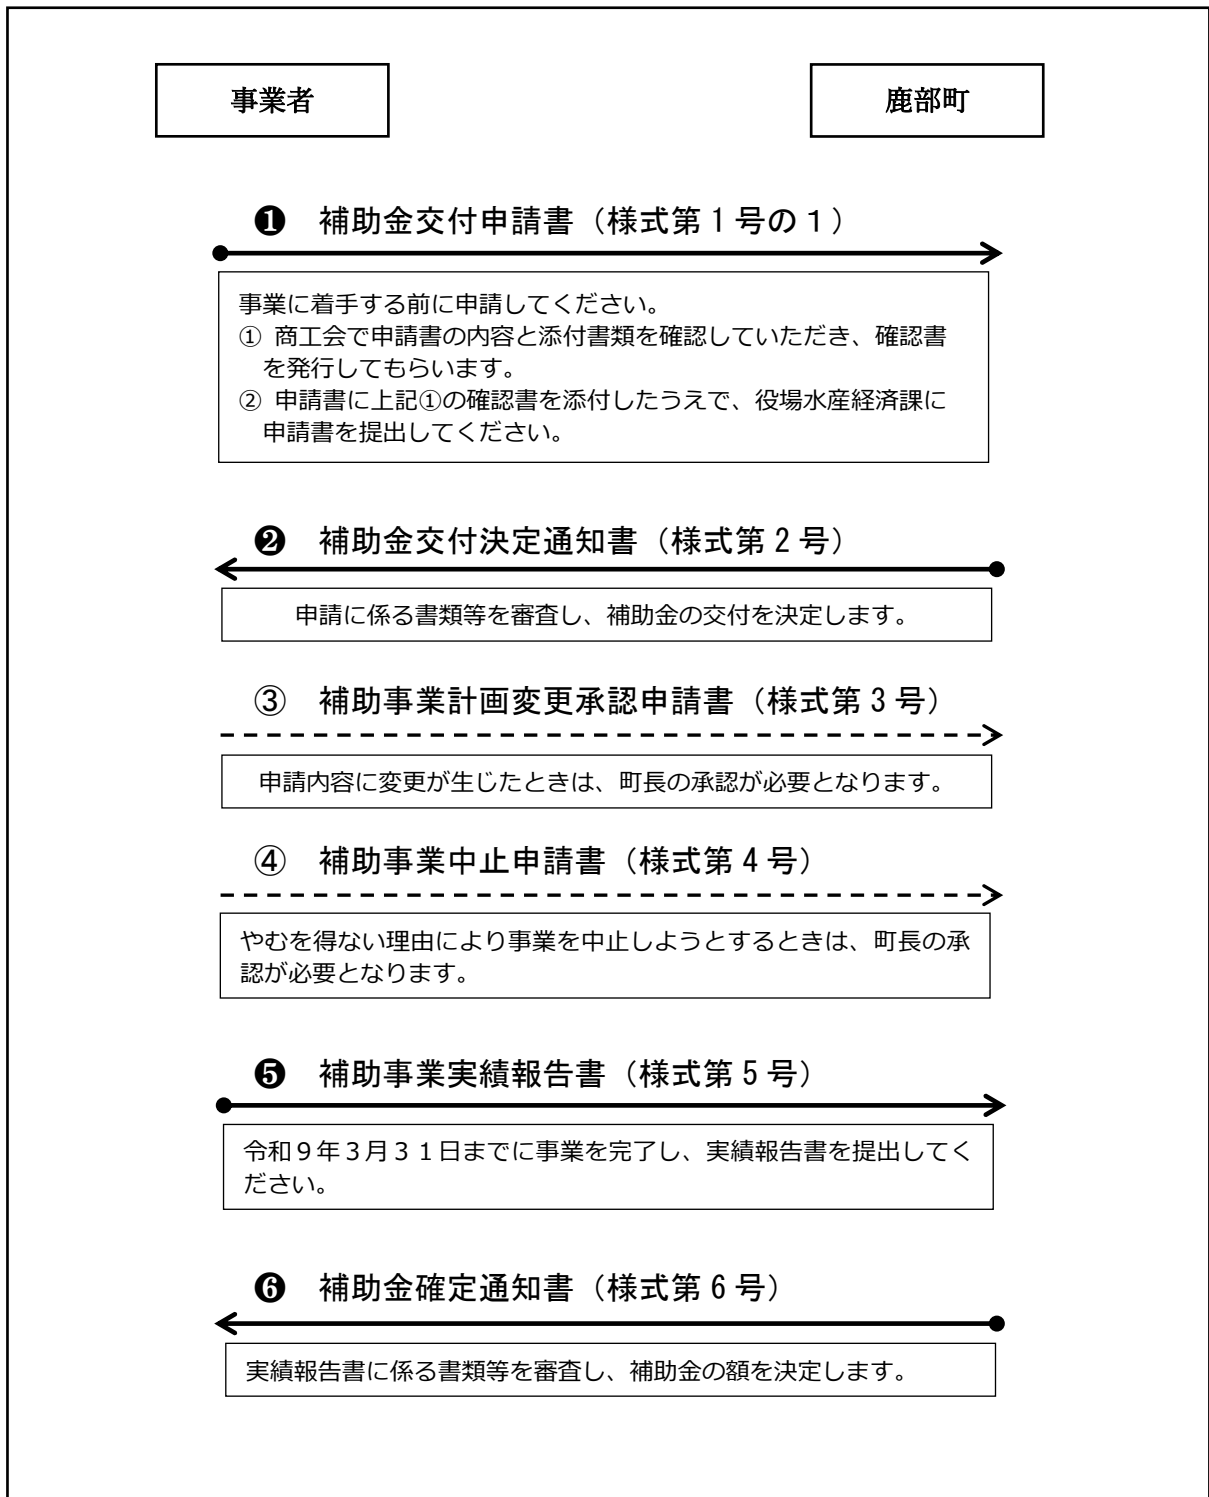 事業者
鹿部町
❶　補助金交付申請書（様式第１号の１）
事業に着手する前に申請してください。
① 商工会で申請書の内容と添付書類を確認していただき、確認書
を発行してもらいます。
② 申請書に上記①の確認書を添付したうえで、役場水産経済課に
申請書を提出してください。
❷　補助金交付決定通知書（様式第２号）
申請に係る書類等を審査し、補助金の交付を決定します。
③　補助事業計画変更承認申請書（様式第３号）
申請内容に変更が生じたときは、町長の承認が必要となります。
④　補助事業中止申請書（様式第４号）
やむを得ない理由により事業を中止しようとするときは、町長の承
認が必要となります。
❺　補助事業実績報告書（様式第５号）
令和９年３月３１日までに事業を完了し、実績報告書を提出してく
ださい。
❻　補助金確定通知書（様式第６号）
実績報告書に係る書類等を審査し、補助金の額を決定します。